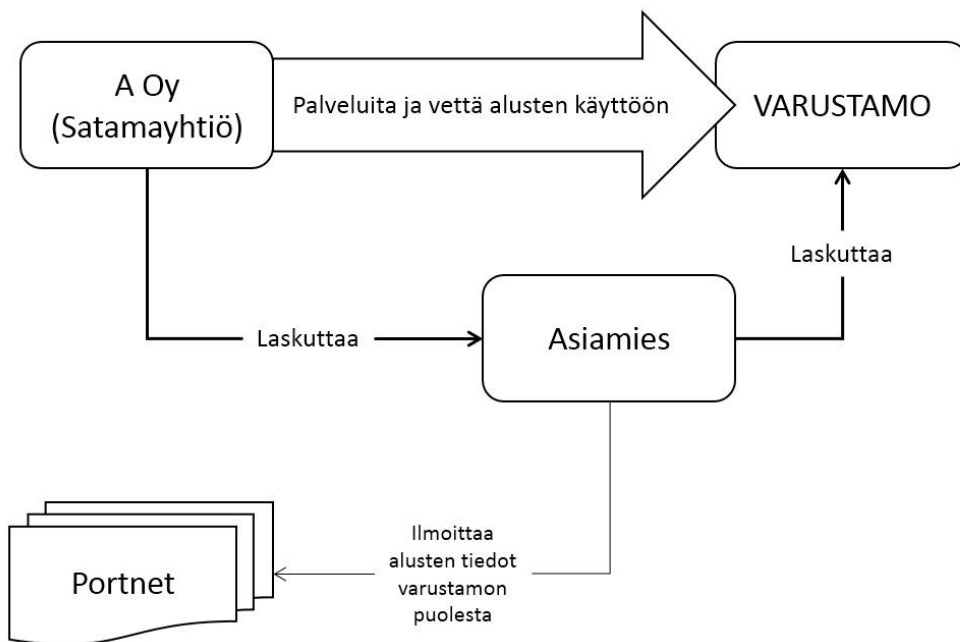 A Oy
(Satamayhtiö)
Palveluita ja vettä alusten käyttöön
VARUSTAMO
Laskuttaa
Laskuttaa
Asiamies
Ilmoittaa
alusten tiedot
varustamon
puolesta
Portnet